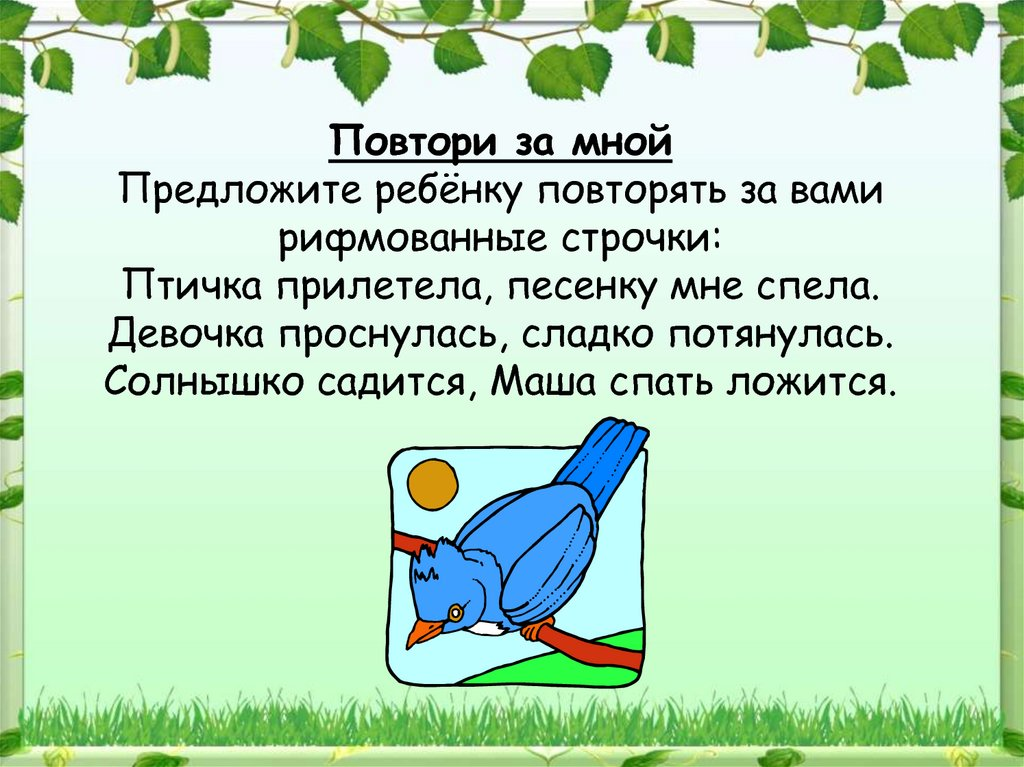 Повтори за мной
Предложите ребёнку повторять за вами
рифмованные строчки:
Птичка прилетела, песенку мне спела.
Девочка проснулась, сладко потянулась.
Солнышко садится, Маша спать ложится.